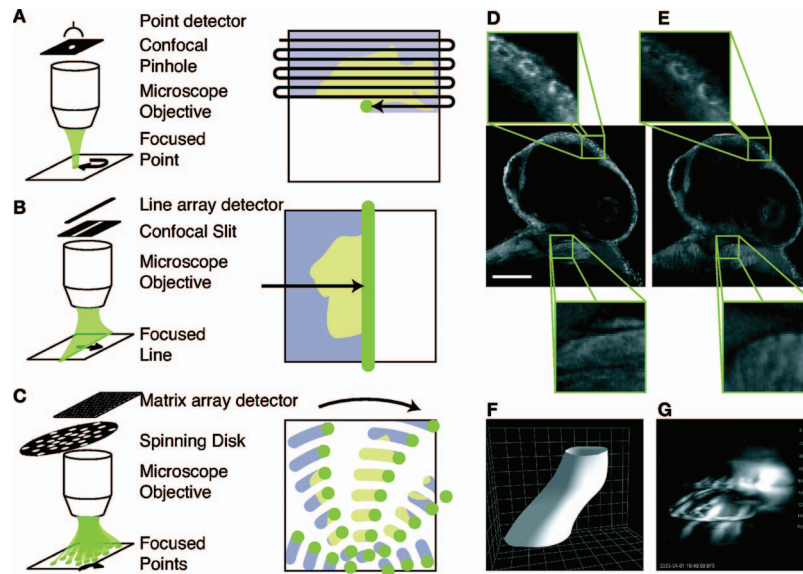 A
Point detector
Confocal
Pinhole
Microscope
Objective
Focused
Point
B
Line array detector
Confocal Slit
Microscope
Objective
Focused
Line
C
Matrix array detector
Spinning Disk
Microscope
Objective
Focused
Points
D
E
F
G